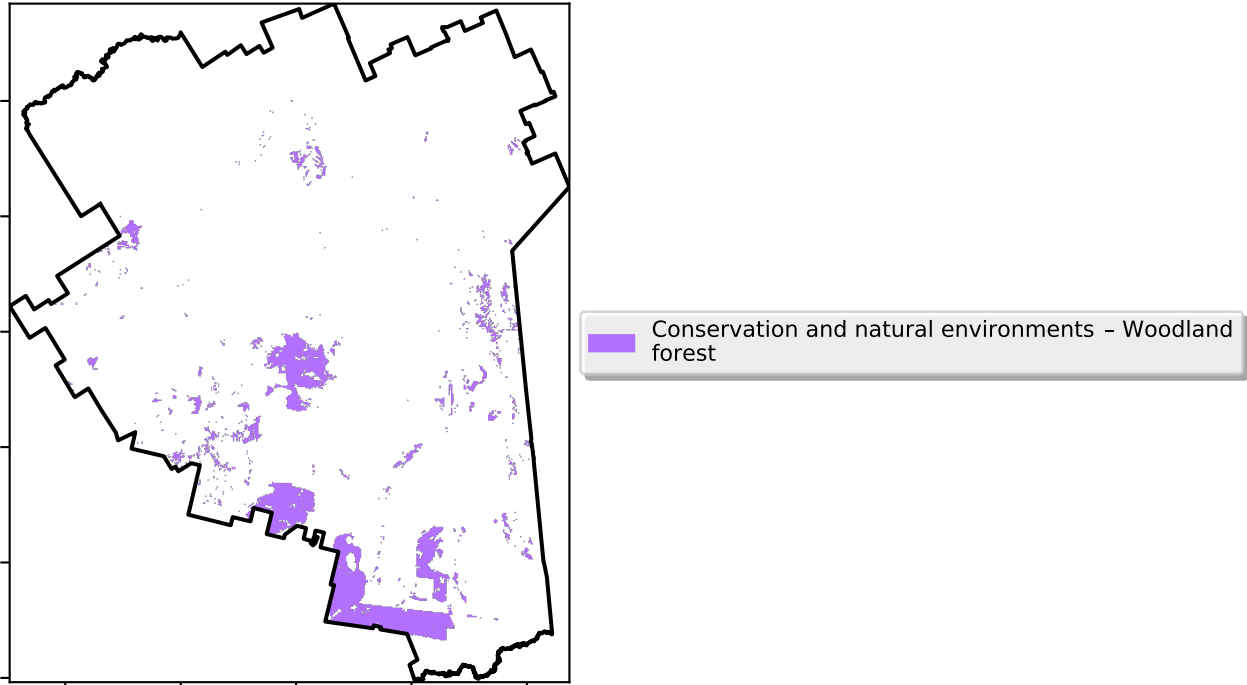 Conservation and natural environments – Woodland
forest